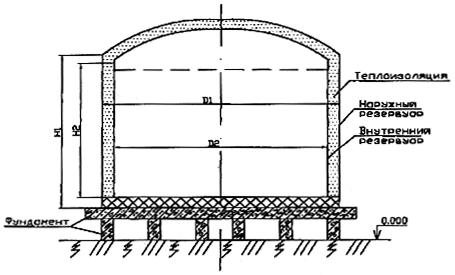 Теплоизоляция
D1
Наружный
резервуар
H1
H2
D2
Внутренний
резервуар
Фундамент
0.000